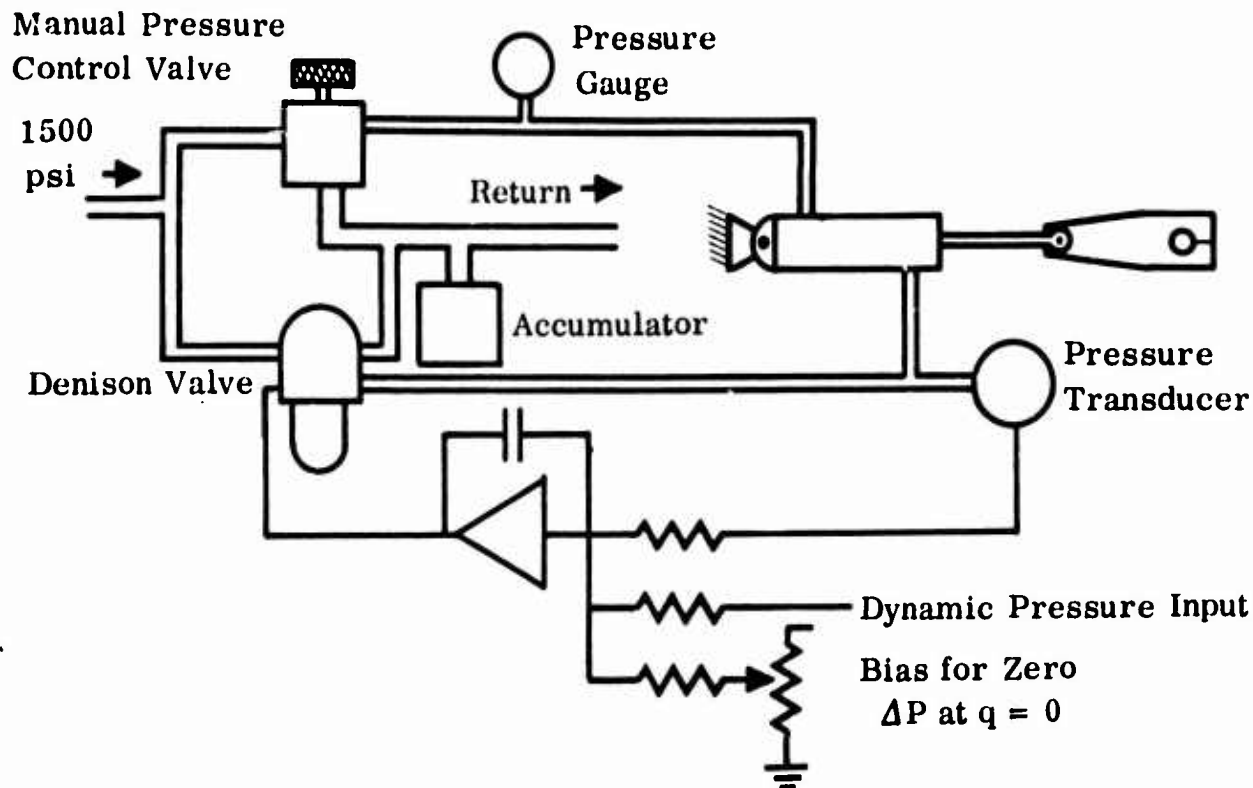 Manual Pressure
Control Valve
Pressure
Gauge
1500
psi
Return
Accumulator
Denison Valve
Pressure
Transducer
Dynamic Pressure Input
Bias for Zero
ΔP at q = 0